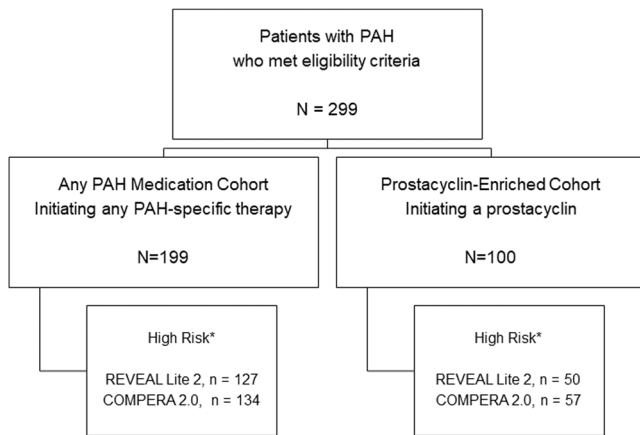 Patients with PAH
who met eligibility criteria
N = 299
Any PAH Medication Cohort
Initiating any PAH-specific therapy
N=199
Prostacyclin-Enriched Cohort
Initiating a prostacyclin
N=100
High Risk*
REVEAL Lite 2, n = 127
COMPERA 2.0, n = 134
High Risk*
REVEAL Lite 2, n = 50
COMPERA 2.0, n = 57